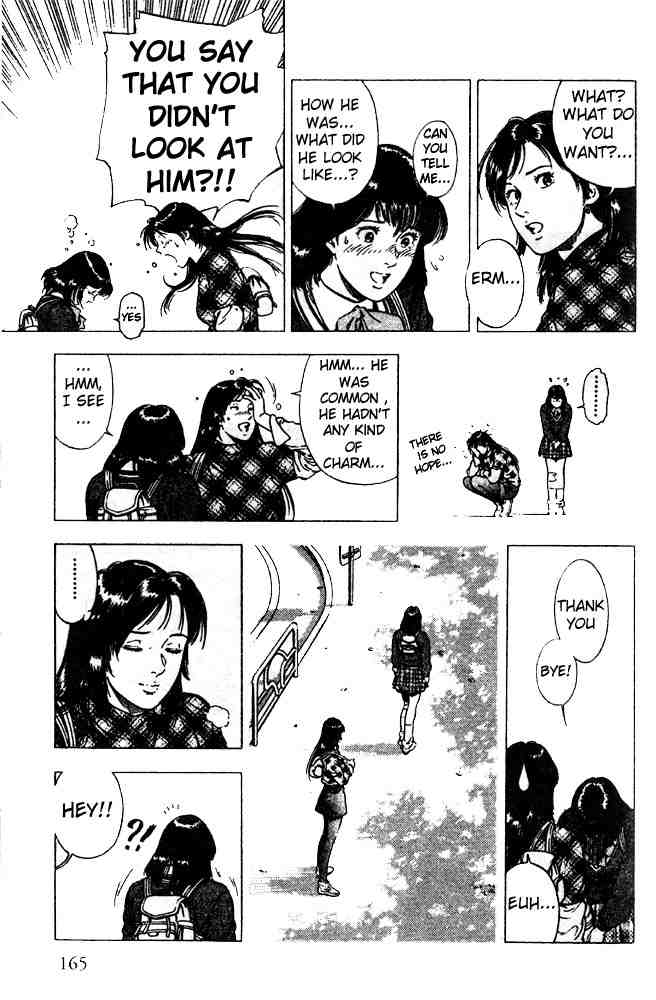 WHAT?
WHAT DO
YOU
WANT?...
ERM...
CAN
YOU
TELL
ME...
HOW HE
WAS...
WHAT DID
HE LOOK
LIKE...?
YOU SAY
THAT YOU
DIDN'T
LOOK AT
HIM?!!
...
YES
........
THERE
IS NO
HOPE...
HMM... HE
WAS
COMMON ,
HE HADN'T
ANY KIND
OF
CHARM...
...
HMM,
I SEE
...
THANK
YOU
BYE!
EUH...
........
HEY!!
?!
165